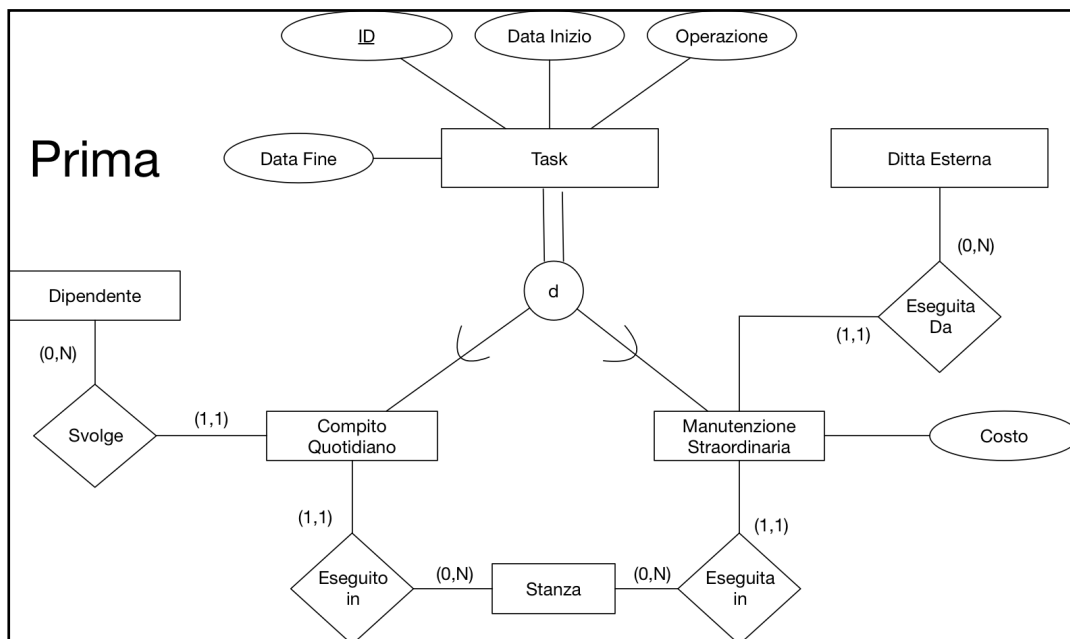 ID
Data Inizio
Operazione
Prima
Data Fine
Task
Ditta Esterna
(0,N)
Dipendente
d
Eseguita
Da
(0,N)
(1,1)
Svolge
(1,1)
Compito
Quotidiano
Manutenzione
Straordinaria
Costo
(1,1)
(1,1)
Eseguito
in
(0,N)
Stanza
(0,N)
Eseguita
in